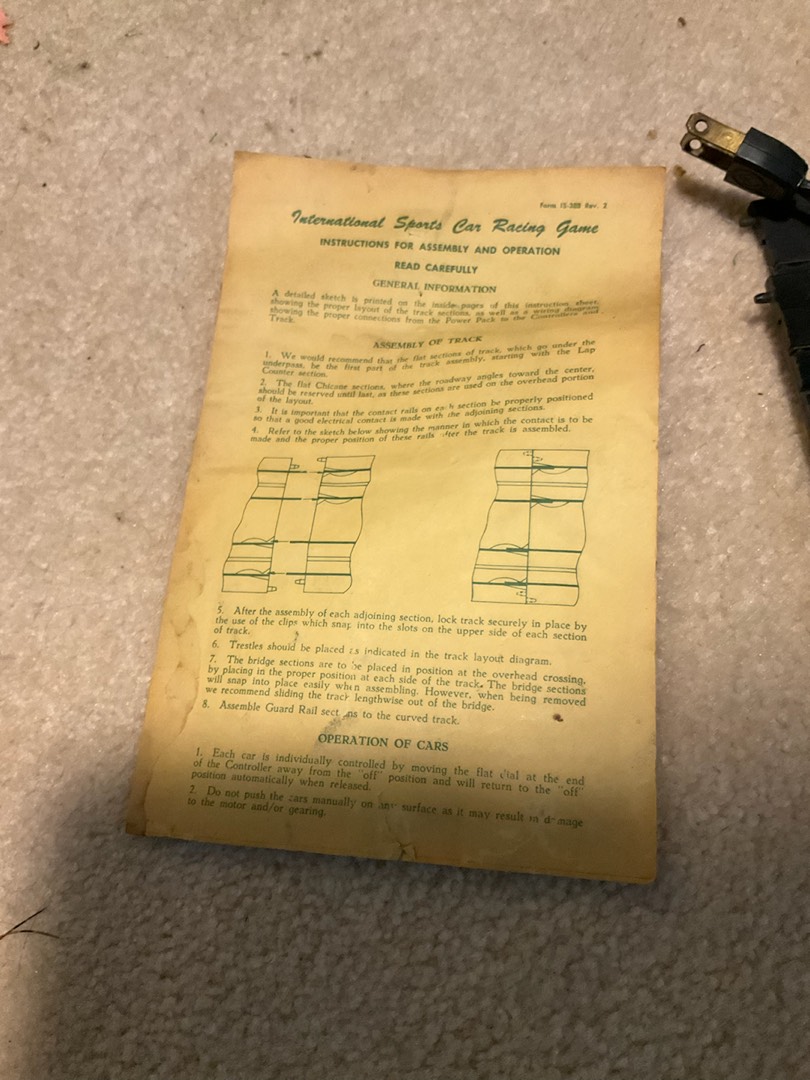 Form IS-30B Rev. 2
International Sports Car Racing Game
INSTRUCTIONS FOR ASSEMBLY AND OPERATION
READ CAREFULLY
GENERAL INFORMATION
A detailed sketch is printed on the inside pages of this instruction sheet,
showing the proper layout of the track sections, as well as a wiring diagram
showing the proper connections from the Power Pack to the Controllers and
Track.
ASSEMBLY OF TRACK
1. We would recommend that the flat sections of track, which go under the
underpass, be the first part of the track assembly, starting with the Lap
Counter section.
2. The flat Chicane sections, where the roadway angles toward the center,
should be reserved until last, as these sections are used on the overhead portion
of the layout.
3. It is important that the contact rails on each section be properly positioned
so that a good electrical contact is made with the adjoining sections.
4. Refer to the sketch below showing the manner in which the contact is to be
made and the proper position of these rails after the track is assembled.
5. After the assembly of each adjoining section, lock track securely in place by
the use of the clips which snap into the slots on the upper side of each section
of track.
6. Trestles should be placed as indicated in the track layout diagram.
7. The bridge sections are to be placed in position at the overhead crossing,
by placing in the proper position at each side of the track. The bridge sections
will snap into place easily when assembling. However, when being removed
we recommend sliding the track lengthwise out of the bridge.
8. Assemble Guard Rail sections to the curved track.
OPERATION OF CARS
1. Each car is individually controlled by moving the flat dial at the end
of the Controller away from the "off" position and will return to the "off"
position automatically when released.
2. Do not push the cars manually on any surface as it may result in damage
to the motor and/or gearing.